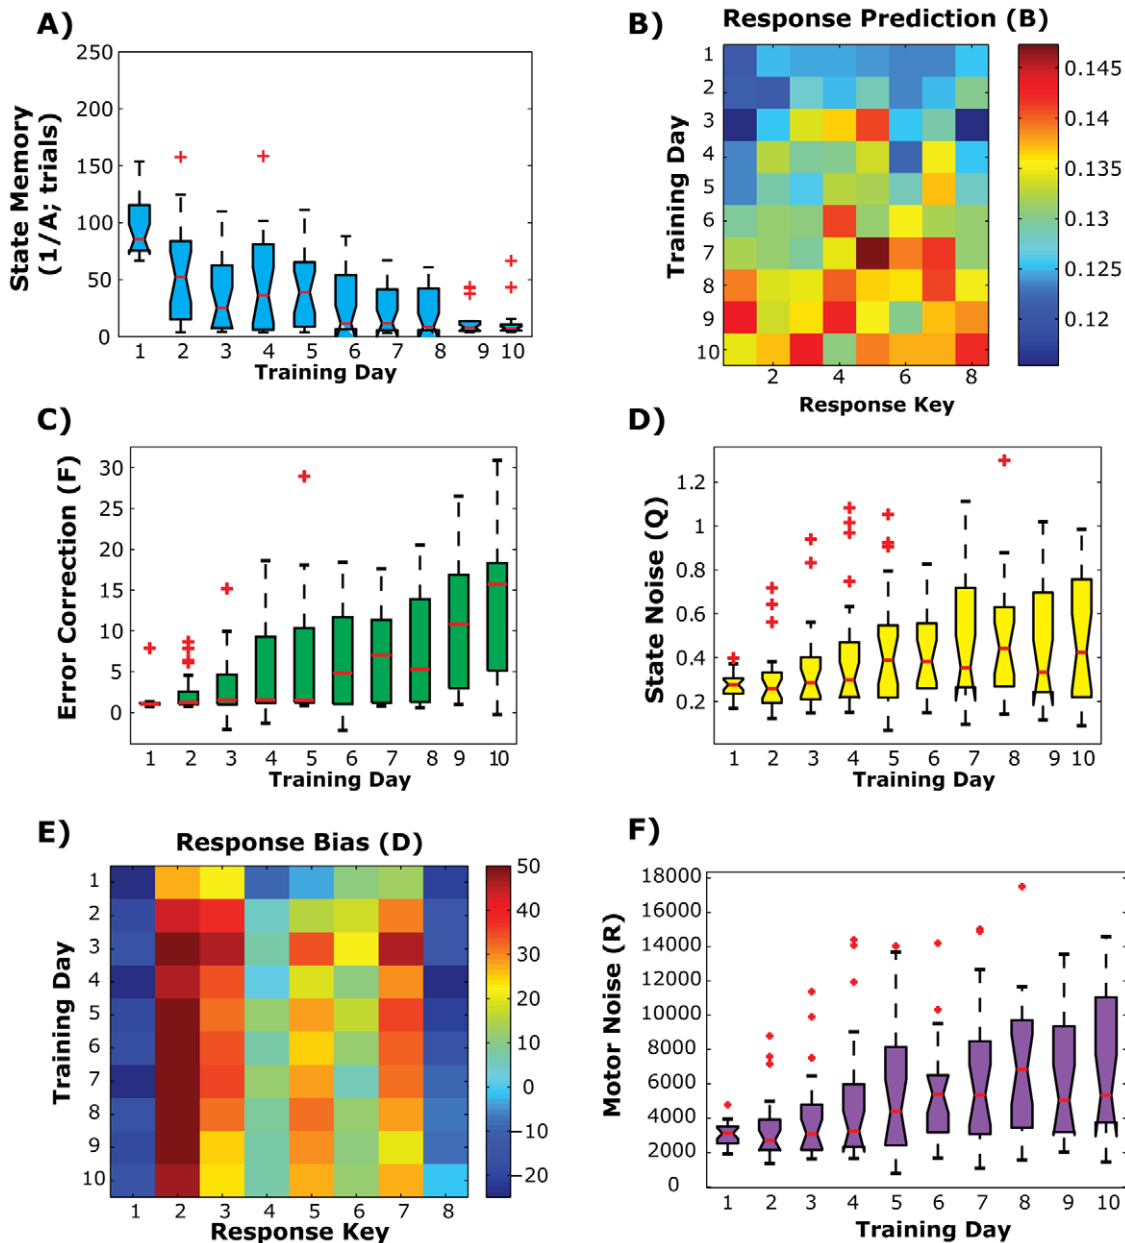 A)
250
200
150
100
50
0
State Memory
(1/A; trials)
1 2 3 4 5 6 7 8 9 10
Training Day
B) Response Prediction (B)
1
2
3
4
5
6
7
8
9
10
Training Day
2 4 6 8
Response Key
0.145
0.14
0.135
0.13
0.125
0.12
C)
30
25
20
15
10
5
0
Error Correction (F)
1 2 3 4 5 6 7 8 9 10
Training Day
D)
1.2
1
0.8
0.6
0.4
0.2
State Noise (Q)
1 2 3 4 5 6 7 8 9 10
Training Day
E) Response Bias (D)
1
2
3
4
5
6
7
8
9
10
Training Day
1 2 3 4 5 6 7 8
Response Key
50
40
30
20
10
0
-10
-20
F)
18000
16000
14000
12000
10000
8000
6000
4000
2000
0
Motor Noise (R)
1 2 3 4 5 6 7 8 9 10
Training Day